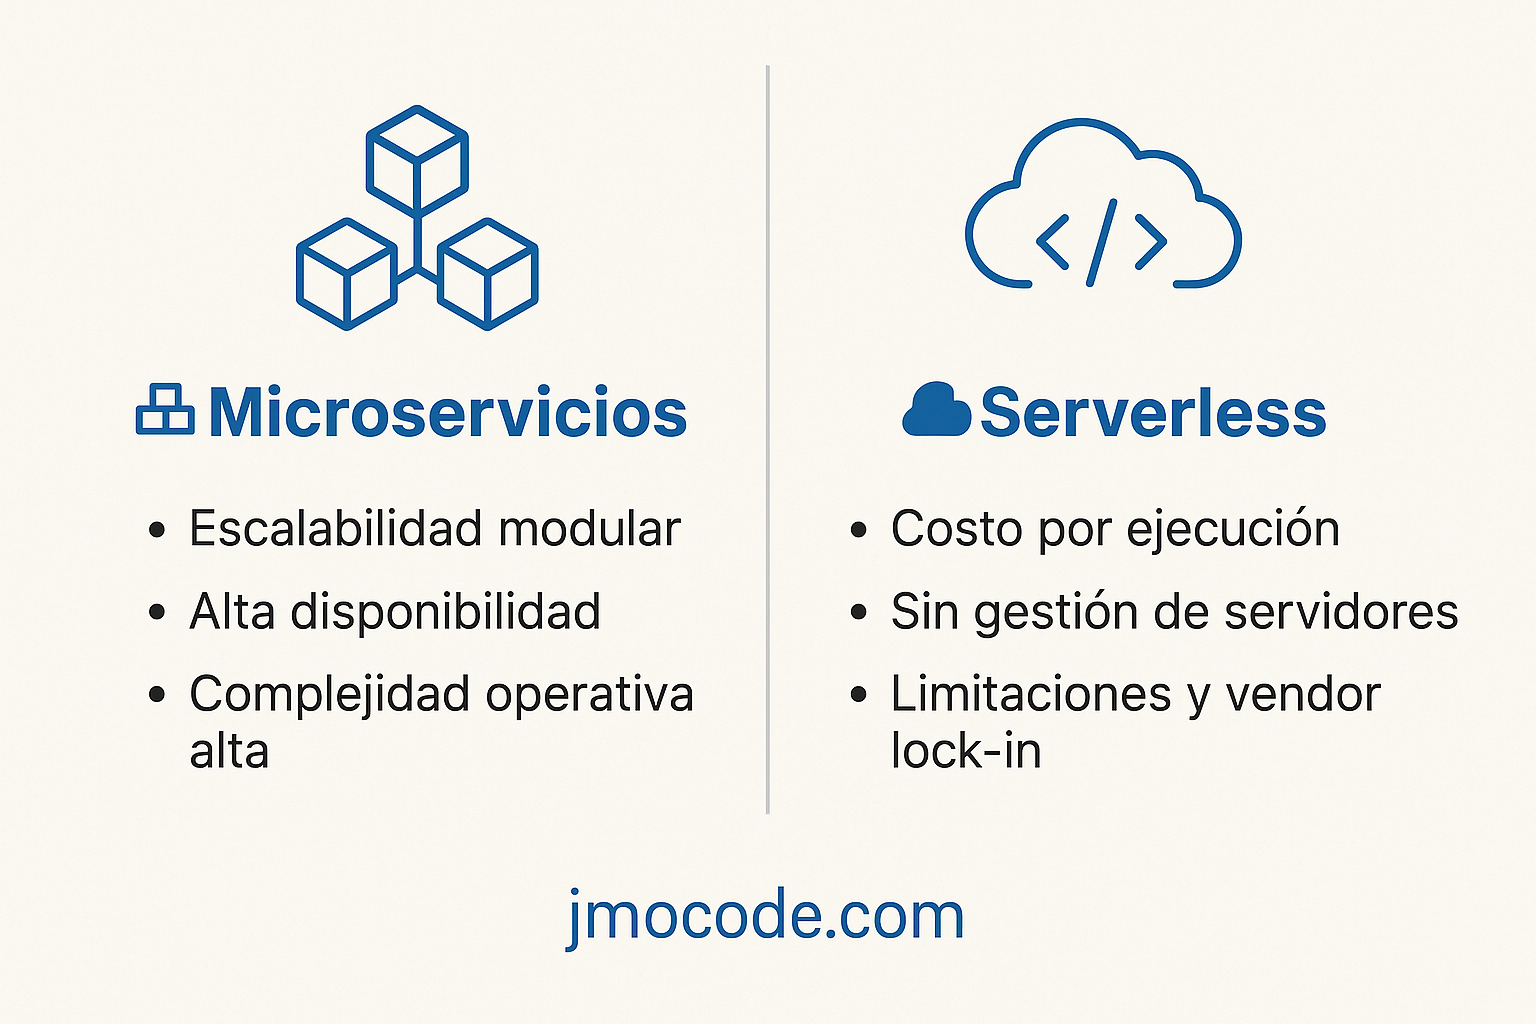 Microservicios
• Escalabilidad modular
• Alta disponibilidad
• Complejidad operativa
alta
</>
Serverless
• Costo por ejecución
• Sin gestión de servidores
• Limitaciones y vendor
lock-in
jmocode.com